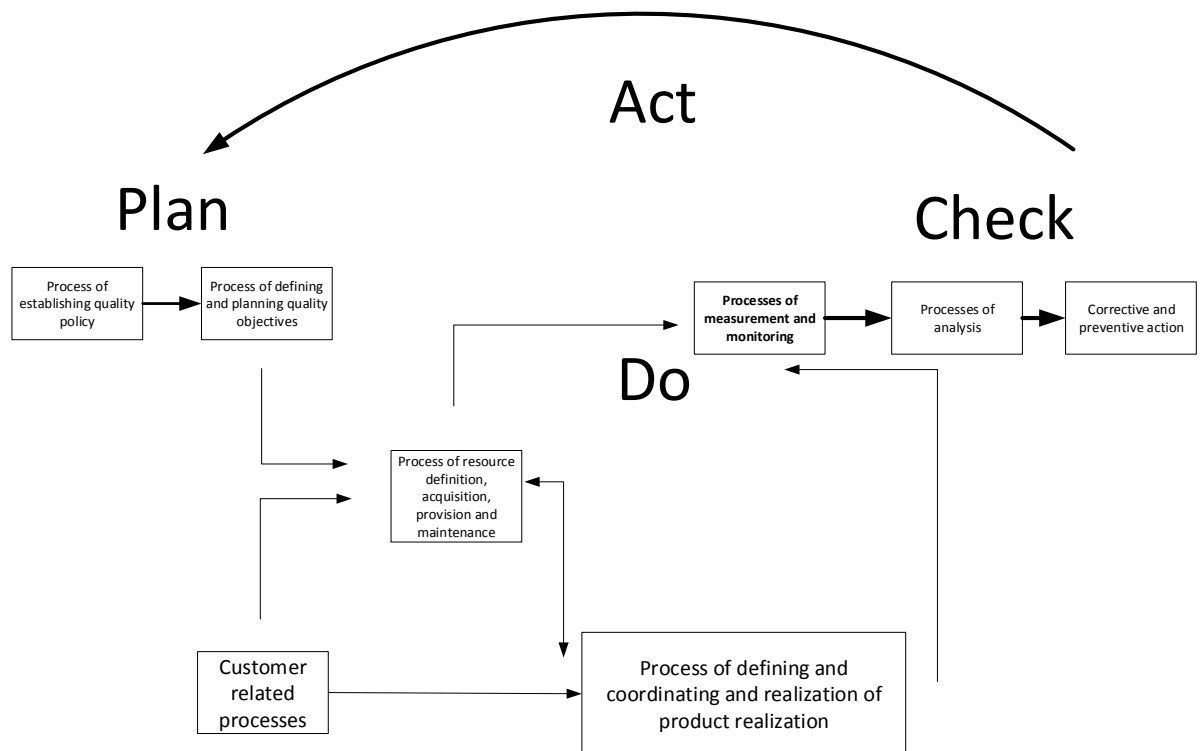 Act
Plan
Check
Process of
establishing quality
policy
Process of defining
and planning quality
objectives
Processes of
measurement and
monitoring
Processes of
analysis
Corrective and
preventive action
Do
Process of resource
definition,
acquisition,
provision and
maintenance
Customer
related
processes
Process of defining and
coordinating and realization of
product realization